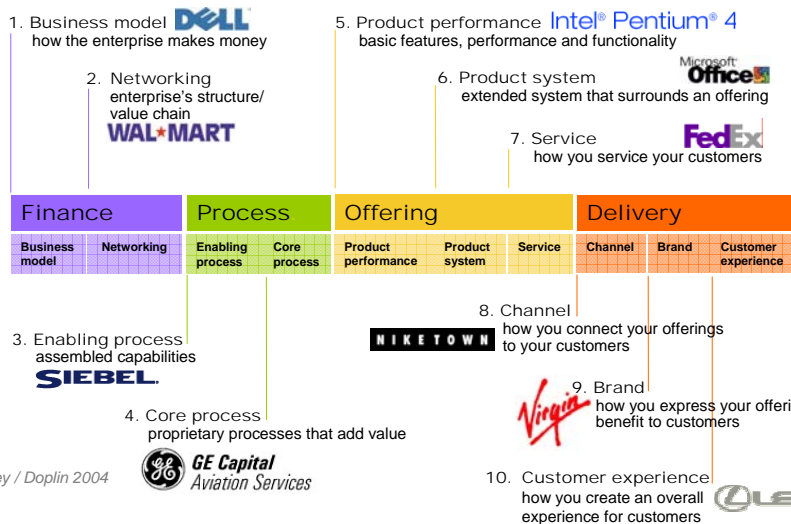 1. Business model DELL
how the enterprise makes money
2. Networking
enterprise's structure/
value chain
WAL★MART
5. Product performance Intel® Pentium® 4
basic features, performance and functionality
6. Product system Microsoft Office
extended system that surrounds an offering
7. Service FedEx
how you service your customers
Finance Process Offering Delivery
Business model Networking Enabling process Core process Product performance Product system Service Channel Brand Customer experience
3. Enabling process
assembled capabilities
SIEBEL.
4. Core process
proprietary processes that add value
GE Capital
Aviation Services
8. Channel
NIKETOWN
how you connect your offerings
to your customers
9. Brand
Virgin
how you express your offeri
benefit to customers
10. Customer experience
how you create an overall
experience for customers
ey / Doplin 2004